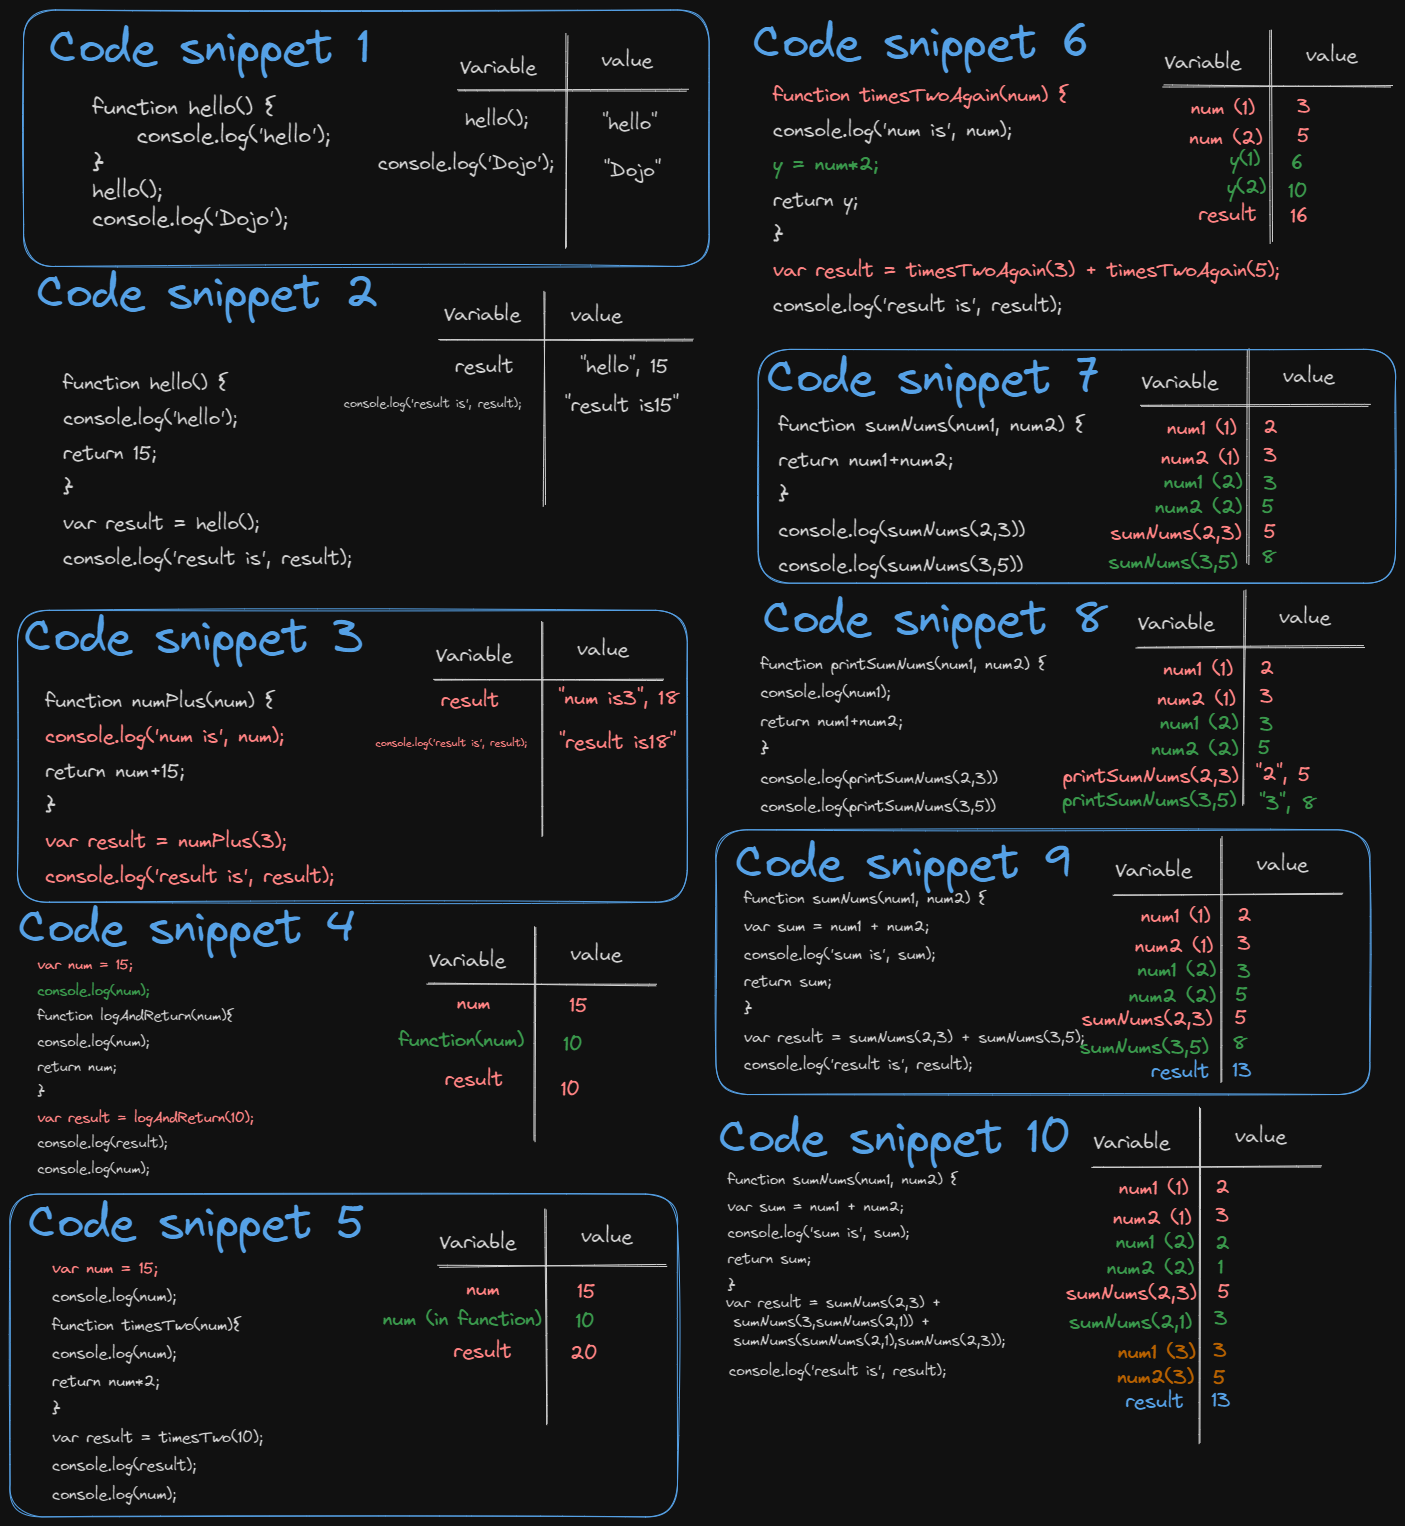 Code snippet 1
function hello() {
console.log('hello');
}
hello();
console.log('Dojo');
Variable value
hello(); "hello"
console.log('Dojo'); "Dojo"
Code snippet 2
function hello() {
console.log('hello');
return 15;
}
var result = hello();
console.log('result is', result);
Variable value
result "hello", 15
console.log('result is', result); "result is15"
Code snippet 3
function numPlus(num) {
console.log('num is', num);
return num+15;
}
var result = numPlus(3);
console.log('result is', result);
Variable value
result "num is3", 18
console.log('result is', result); "result is18"
Code snippet 4
var num = 15;
console.log(num);
function logAndReturn(num){
console.log(num);
return num;
}
var result = logAndReturn(10);
console.log(result);
console.log(num);
Variable value
num 15
function(num) 10
result 10
Code snippet 5
var num = 15;
console.log(num);
function timesTwo(num){
console.log(num);
return num*2;
}
var result = timesTwo(10);
console.log(result);
console.log(num);
Variable value
num 15
num (in function) 10
result 20
Code snippet 6
function timesTwoAgain(num) {
console.log('num is', num);
y = num*2;
return y;
}
var result = timesTwoAgain(3) + timesTwoAgain(5);
console.log('result is', result);
Variable value
num (1) 3
num (2) 5
y(1) 6
y(2) 10
result 16
Code snippet 7
function sumNums(num1, num2) {
return num1+num2;
}
console.log(sumNums(2,3))
console.log(sumNums(3,5))
Variable value
num1 (1) 2
num2 (1) 3
num1 (2) 3
num2 (2) 5
sumNums(2,3) 5
sumNums(3,5) 8
Code snippet 8
function printSumNums(num1, num2) {
console.log(num1);
return num1+num2;
}
console.log(printSumNums(2,3))
console.log(printSumNums(3,5))
Variable value
num1 (1) 2
num2 (1) 3
num1 (2) 3
num2 (2) 5
printSumNums(2,3) "2", 5
printSumNums(3,5) "3", 8
Code snippet 9
function sumNums(num1, num2) {
var sum = num1 + num2;
console.log('sum is', sum);
return sum;
}
var result = sumNums(2,3) + sumNums(3,5);
console.log('result is', result);
Variable value
num1 (1) 2
num2 (1) 3
num1 (2) 3
num2 (2) 5
sumNums(2,3) 5
sumNums(3,5) 8
result 13
Code snippet 10
function sumNums(num1, num2) {
var sum = num1 + num2;
console.log('sum is', sum);
return sum;
}
var result = sumNums(2,3) +
sumNums(3,sumNums(2,1)) +
sumNums(sumNums(2,1),sumNums(2,3));
console.log('result is', result);
Variable value
num1 (1) 2
num2 (1) 3
num1 (2) 2
num2 (2) 1
sumNums(2,3) 5
sumNums(2,1) 3
num1 (3) 3
num2(3) 5
result 13